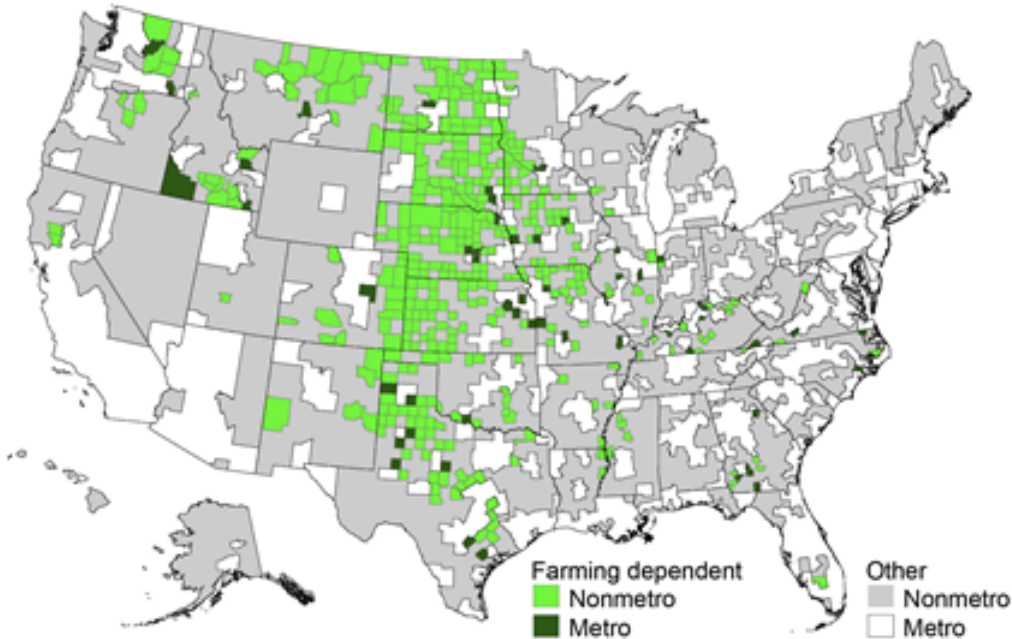 Farming dependent
Nonmetro
Metro
Other
Nonmetro
Metro